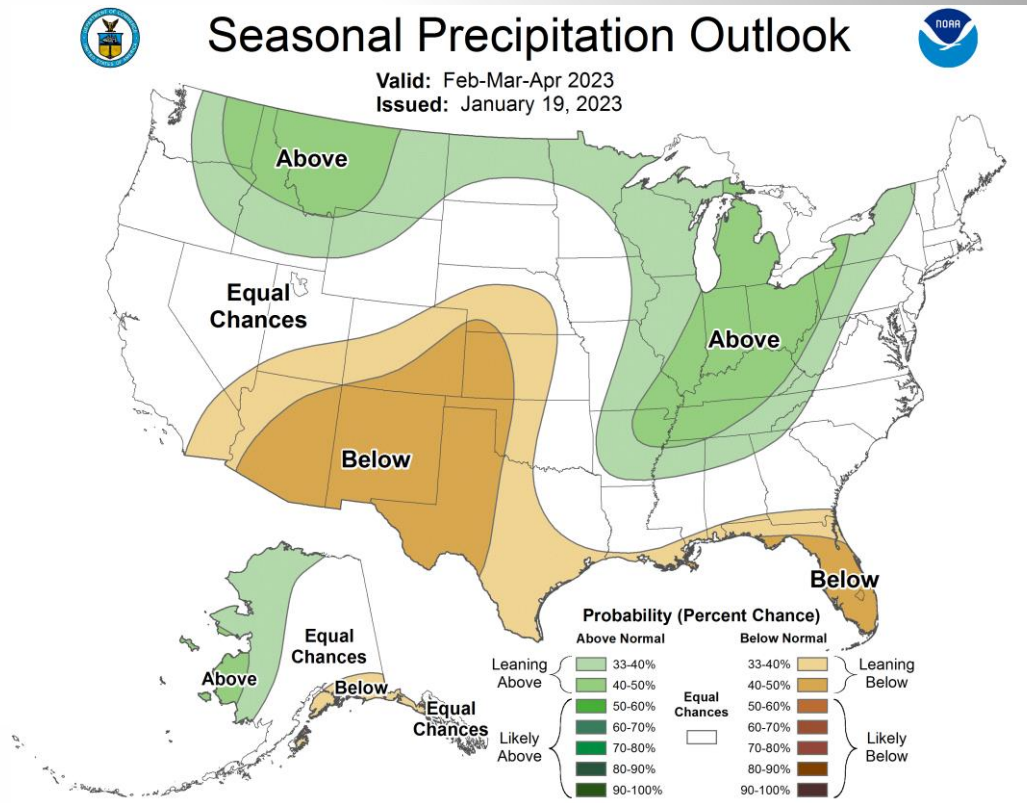 Seasonal Precipitation Outlook
NOAA
Valid: Feb-Mar-Apr 2023
Issued: January 19, 2023
Above
Equal
Chances
Above
Below
Below
Equal
Chances
Above
Below
Equal
Chances
Probability (Percent Chance)
Above Normal
Below Normal
Leaning
Above
33-40%
40-50%
50-60%
60-70%
70-80%
80-90%
90-100%
Likely
Above
Equal
Chances
33-40%
40-50%
50-60%
60-70%
70-80%
80-90%
90-100%
Leaning
Below
Likely
Below